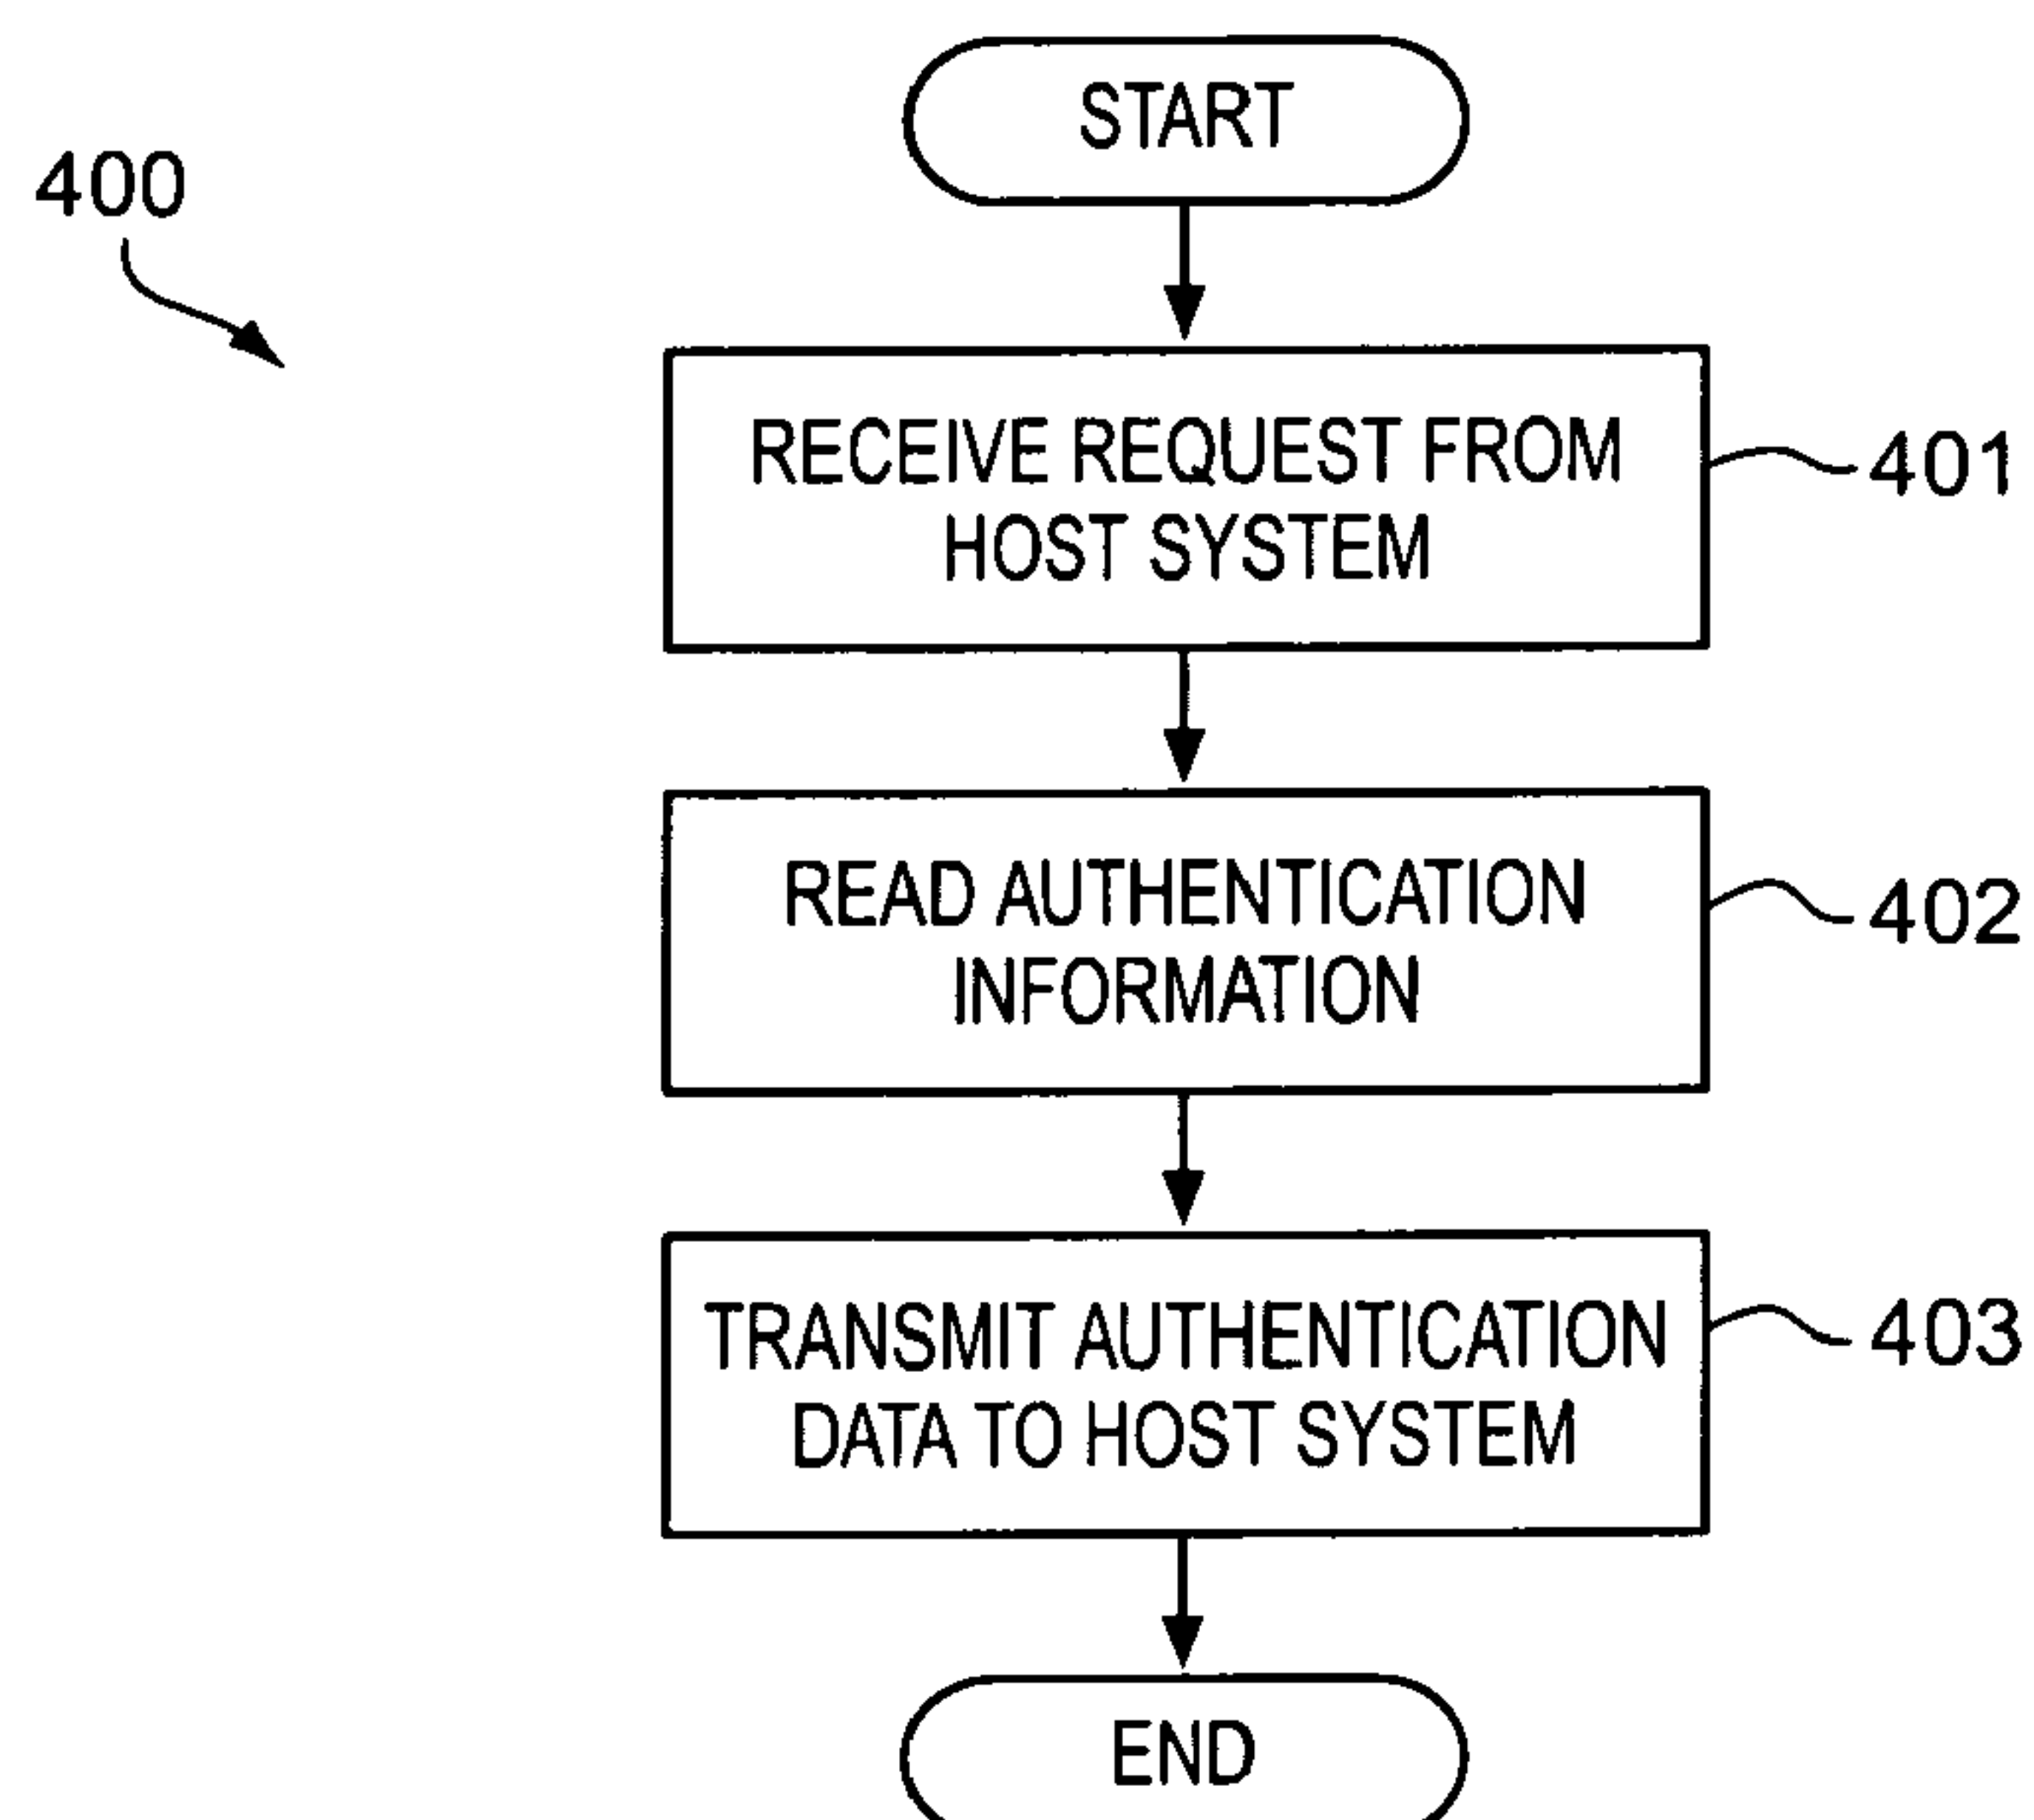 START
400
RECEIVE REQUEST FROM
HOST SYSTEM
401
READ AUTHENTICATION
INFORMATION
402
TRANSMIT AUTHENTICATION
DATA TO HOST SYSTEM
403
END